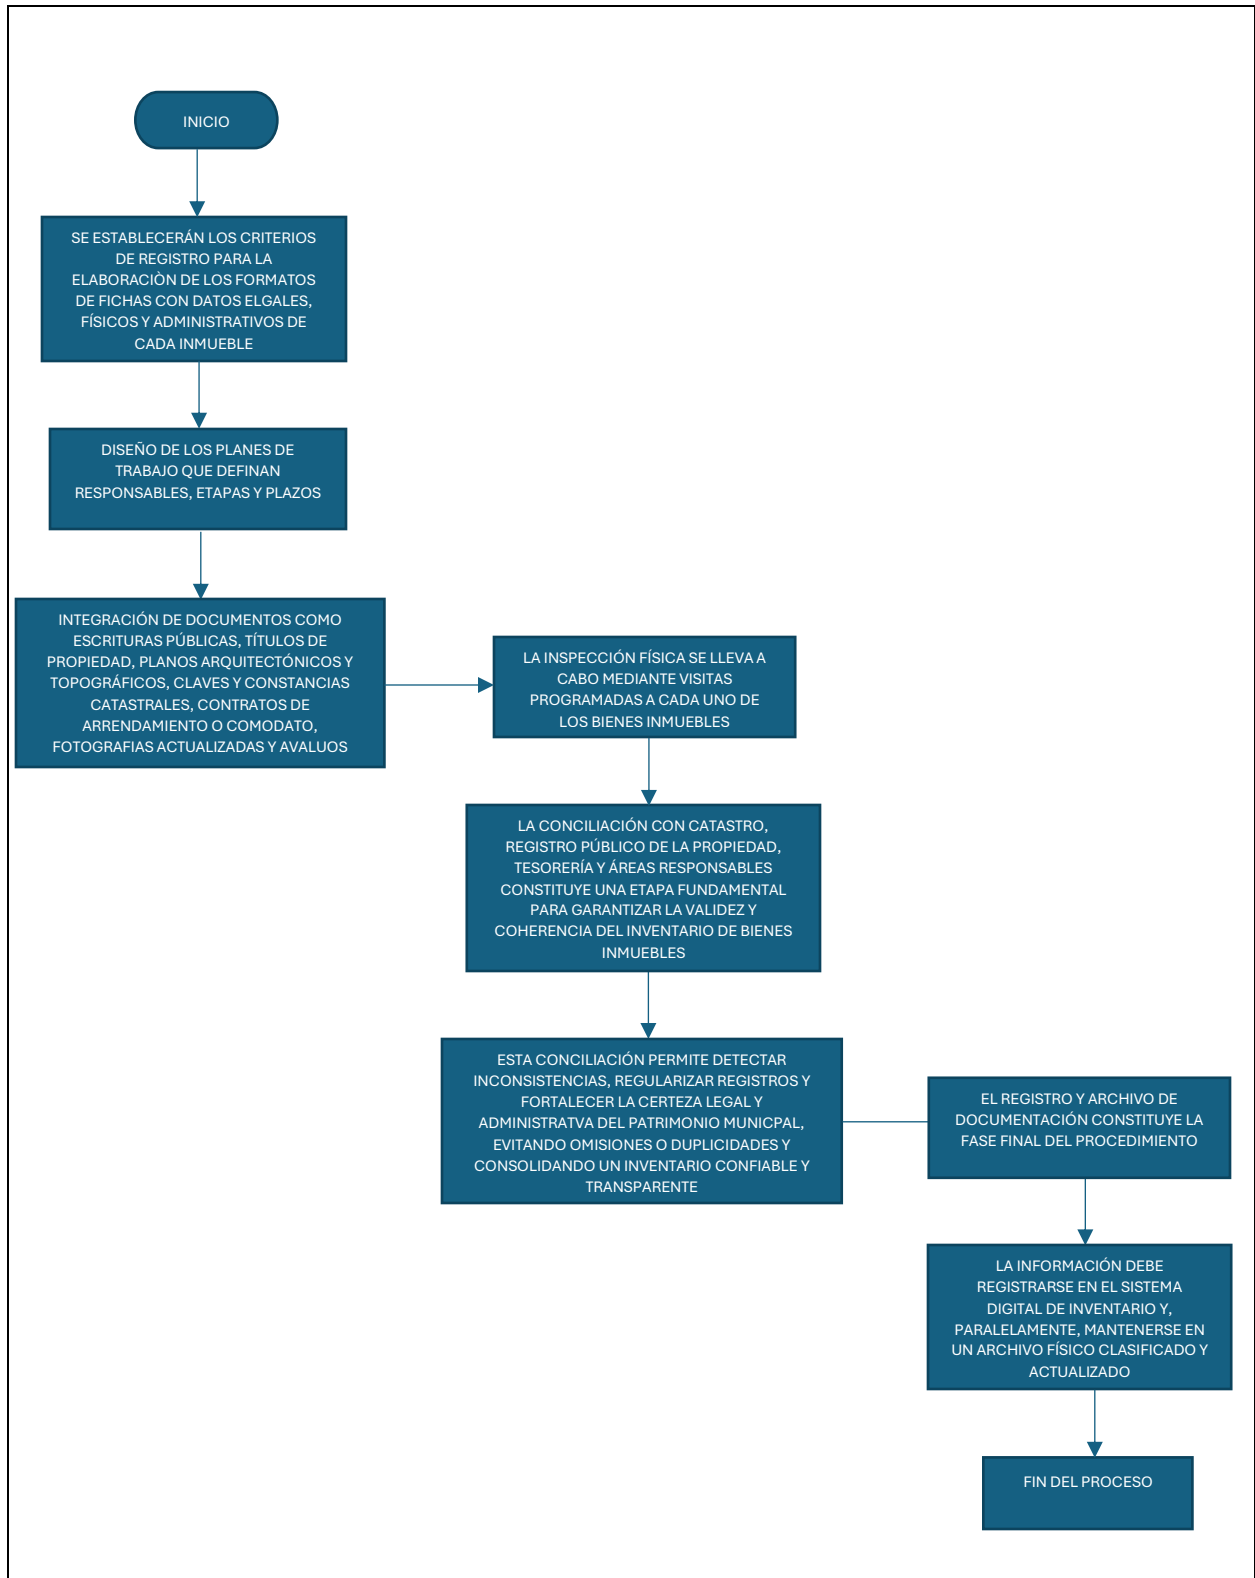 INICIO
SE ESTABLECERÁN LOS CRITERIOS
DE REGISTRO PARA LA
ELABORACIÒN DE LOS FORMATOS
DE FICHAS CON DATOS ELGALES,
FÍSICOS Y ADMINISTRATIVOS DE
CADA INMUEBLE
DISEÑO DE LOS PLANES DE
TRABAJO QUE DEFINAN
RESPONSABLES, ETAPAS Y PLAZOS
INTEGRACIÓN DE DOCUMENTOS COMO
ESCRITURAS PÚBLICAS, TÍTULOS DE
PROPIEDAD, PLANOS ARQUITECTÓNICOS Y
TOPOGRÁFICOS, CLAVES Y CONSTANCIAS
CATASTRALES, CONTRATOS DE
ARRENDAMIENTO O COMODATO,
FOTOGRAFIAS ACTUALIZADAS Y AVALUOS
LA INSPECCIÓN FÍSICA SE LLEVA A
CABO MEDIANTE VISITAS
PROGRAMADAS A CADA UNO DE
LOS BIENES INMUEBLES
LA CONCILIACIÓN CON CATASTRO,
REGISTRO PÚBLICO DE LA PROPIEDAD,
TESORERÍA Y ÁREAS RESPONSABLES
CONSTITUYE UNA ETAPA FUNDAMENTAL
PARA GARANTIZAR LA VALIDEZ Y
COHERENCIA DEL INVENTARIO DE BIENES
INMUEBLES
ESTA CONCILIACIÓN PERMITE DETECTAR
INCONSISTENCIAS, REGULARIZAR REGISTROS Y
FORTALECER LA CERTEZA LEGAL Y
ADMINISTRATVA DEL PATRIMONIO MUNICPAL,
EVITANDO OMISIONES O DUPLICIDADES Y
CONSOLIDANDO UN INVENTARIO CONFIABLE Y
TRANSPARENTE
EL REGISTRO Y ARCHIVO DE
DOCUMENTACIÓN CONSTITUYE LA
FASE FINAL DEL PROCEDIMIENTO
LA INFORMACIÓN DEBE
REGISTRARSE EN EL SISTEMA
DIGITAL DE INVENTARIO Y,
PARALELAMENTE, MANTENERSE EN
UN ARCHIVO FÍSICO CLASIFICADO Y
ACTUALIZADO
FIN DEL PROCESO